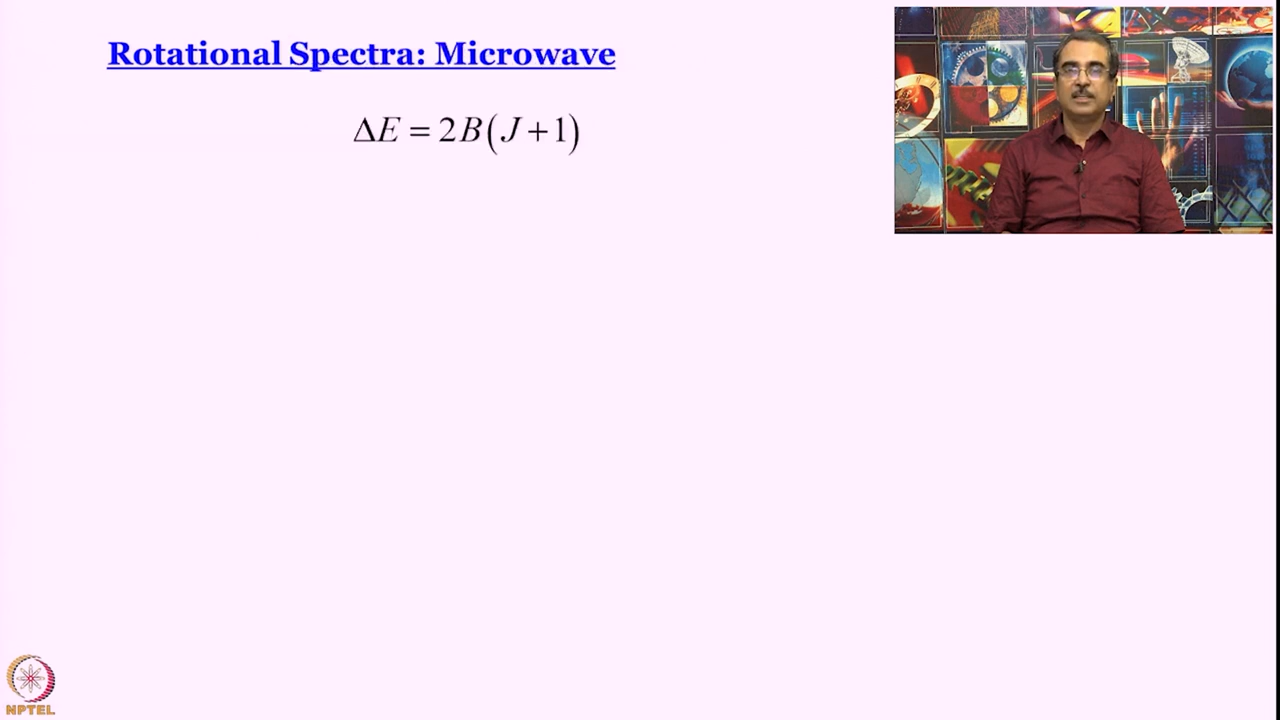 Rotational Spectra: Microwave
ΔE = 2B(J+1)
NPTEL